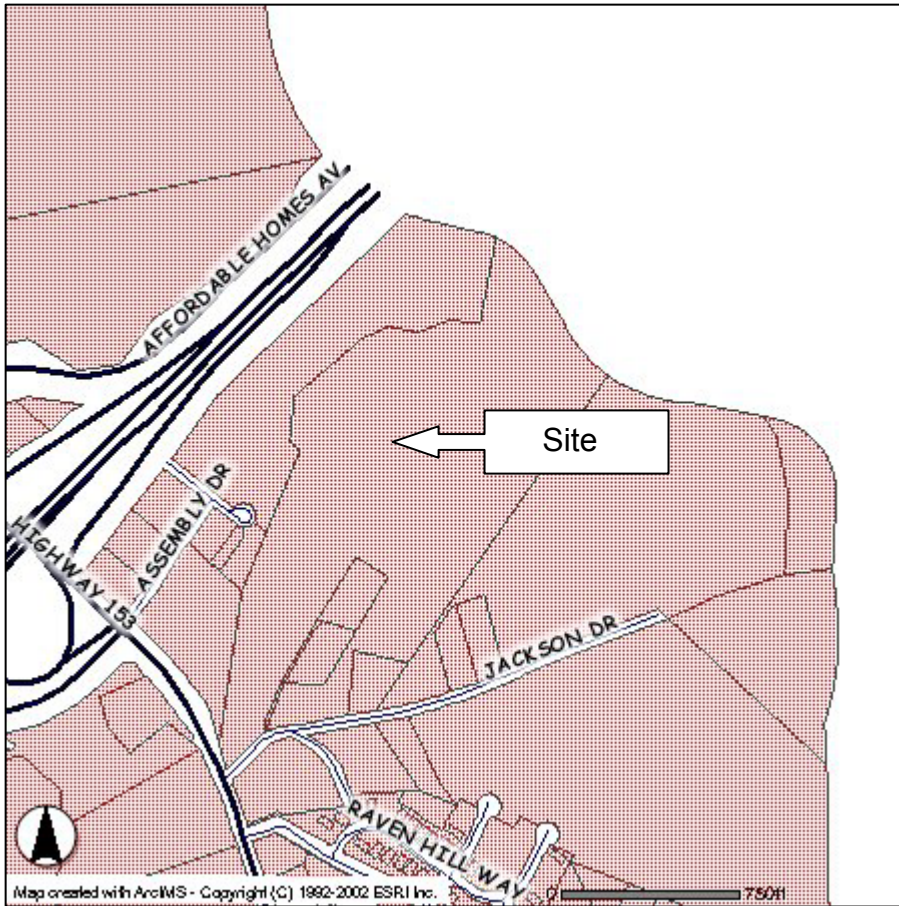 AFFORDABLE HOMES AV
Site
ASSEMBLY DR
HIGHWAY 153
JACKSON DR
RAVEN HILL WAY
Map created with ArcIMS - Copyright (C) 1992-2002 ESRI Inc.
0 750ft